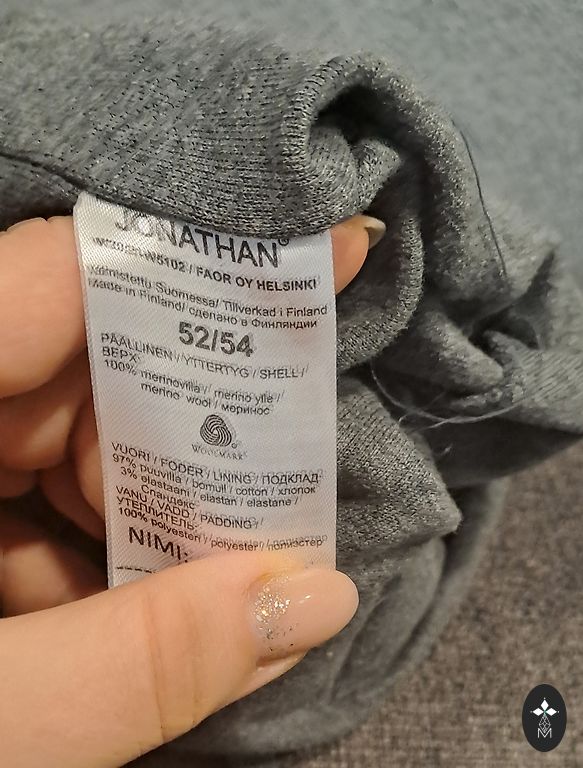 JONATHAN®
/ FAOR OY HELSINKI
Valmistettu Suomessa/ Tillverkad i Finland
Made in Finland/ сделано в Финляндии
52/54
PÄÄLLINEN / YTTERTYG / SHELL /
ВЕРХ:
100% merinovilla / merino ylle /
merino wool / меринос
WOOLMARK
VUORI / FODER / LINING / ПОДКЛАД:
97% puuvilla / bomull / cotton / хлопок
3% elastaani / elastan / elastane /
Спандекс
VANU / VADD / PADDING /
УТЕПЛИТЕЛЬ:
100% polyesteri / polyester / полиэстер
NIMI:
M